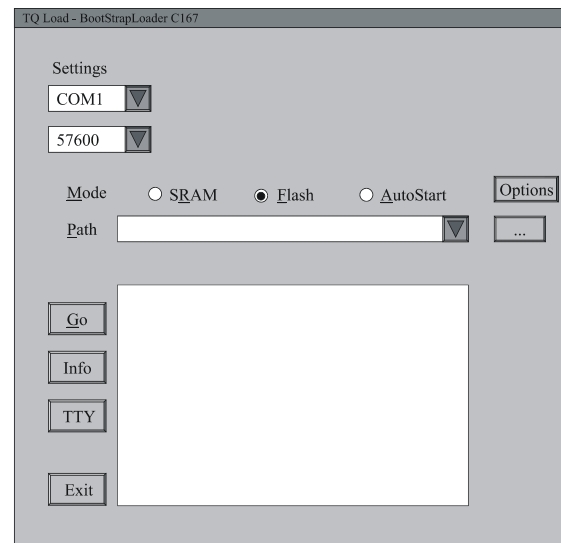 TQ Load - BootStrapLoader C167
Settings
COM1
57600
Mode SRAM Flash AutoStart Options
Path ...
Go
Info
TTY
Exit